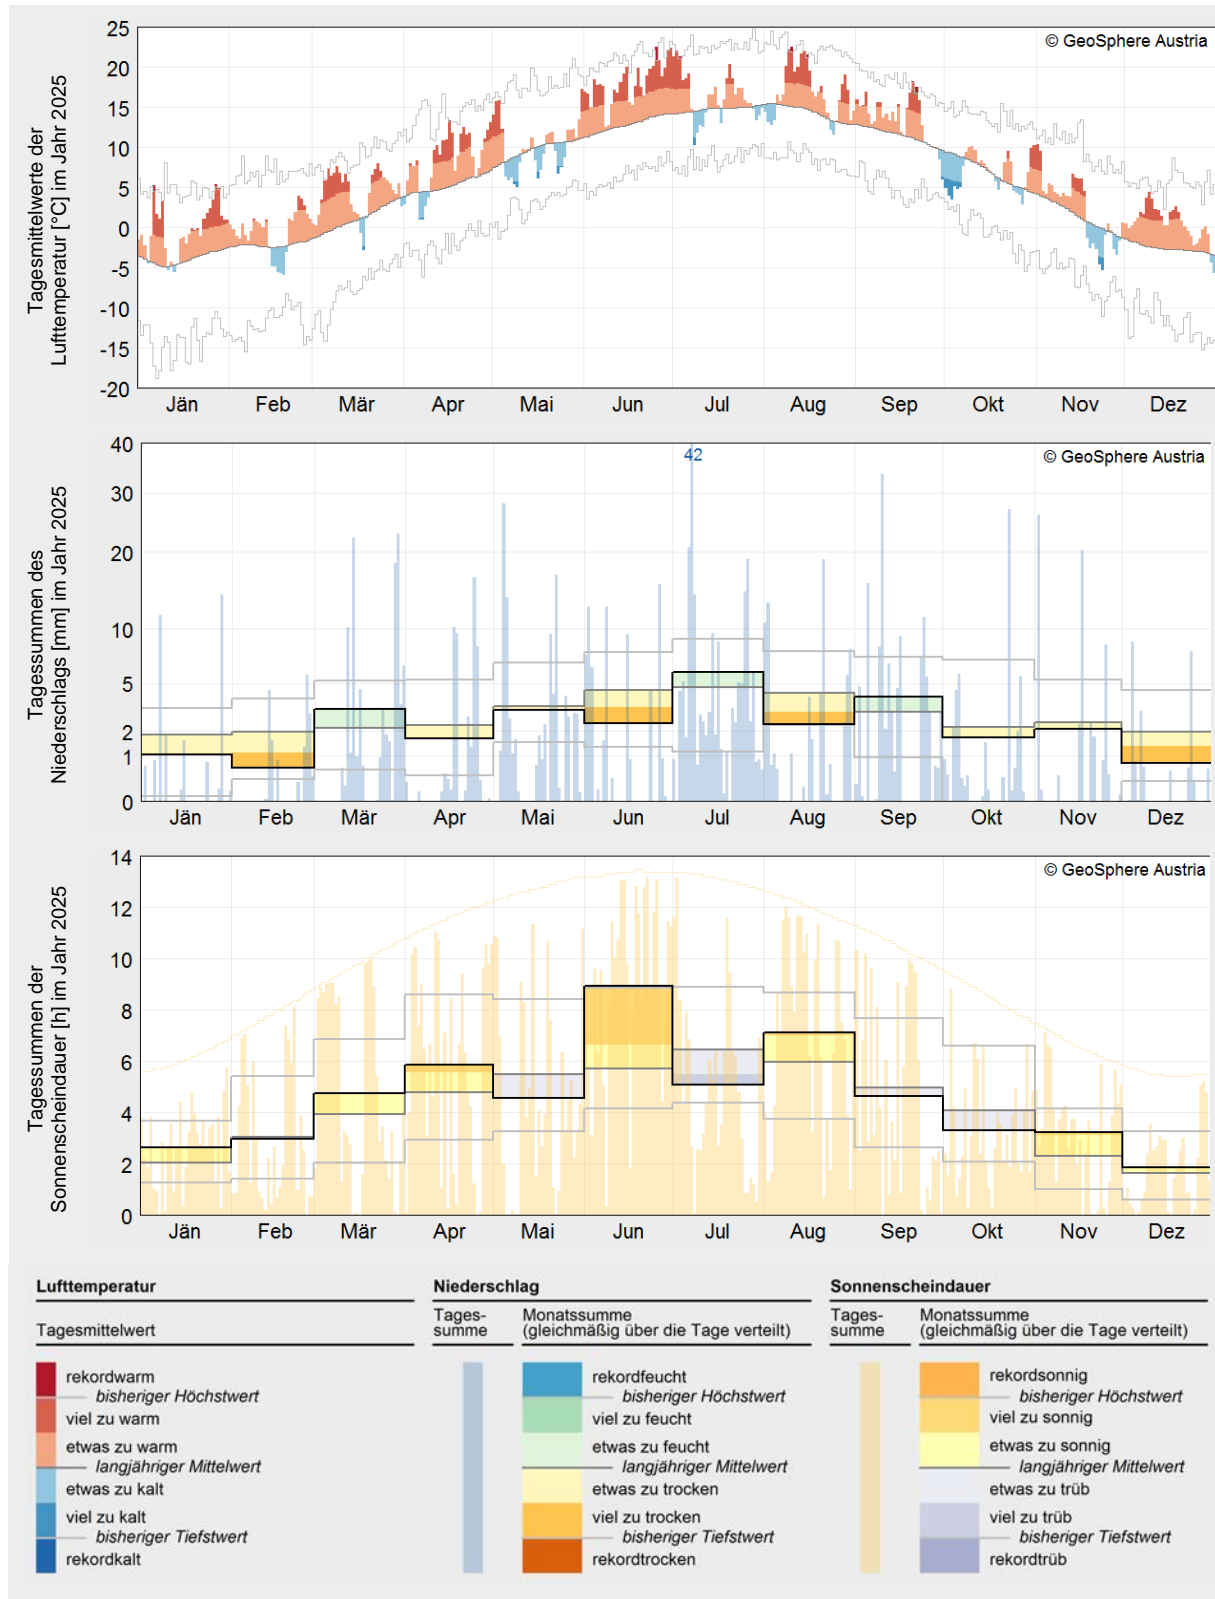 Tagesmittelwerte der
Lufttemperatur [°C] im Jahr 2025
25
20
15
10
5
0
-5
-10
-15
-20
© GeoSphere Austria
Jän Feb Mär Apr Mai Jun Jul Aug Sep Okt Nov Dez
Tagessummen des
Niederschlags [mm] im Jahr 2025
40
30
20
10
5
2
1
0
42
© GeoSphere Austria
Jän Feb Mär Apr Mai Jun Jul Aug Sep Okt Nov Dez
Tagessummen der
Sonnenscheindauer [h] im Jahr 2025
14
12
10
8
6
4
2
0
© GeoSphere Austria
Jän Feb Mär Apr Mai Jun Jul Aug Sep Okt Nov Dez
Lufttemperatur
Tagesmittelwert
rekordwarm
bisheriger Höchstwert
viel zu warm
etwas zu warm
langjähriger Mittelwert
etwas zu kalt
viel zu kalt
bisheriger Tiefstwert
rekordkalt
Niederschlag
Tages-
summe
Monatssumme
(gleichmäßig über die Tage verteilt)
rekordfeucht
bisheriger Höchstwert
viel zu feucht
etwas zu feucht
langjähriger Mittelwert
etwas zu trocken
viel zu trocken
bisheriger Tiefstwert
rekordtrocken
Sonnenscheindauer
Tages-
summe
Monatssumme
(gleichmäßig über die Tage verteilt)
rekordsonnig
bisheriger Höchstwert
viel zu sonnig
etwas zu sonnig
langjähriger Mittelwert
etwas zu trüb
viel zu trüb
bisheriger Tiefstwert
rekordtrüb